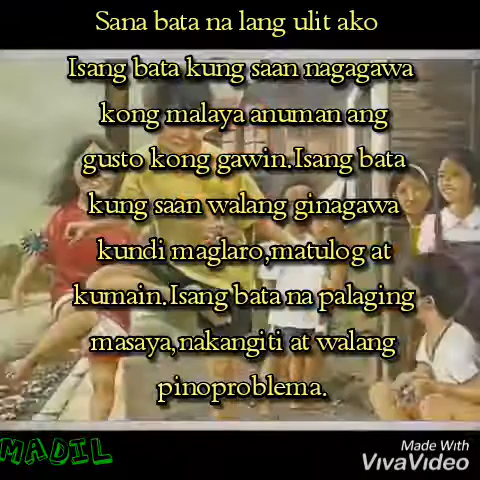 Sana bata na lang ulit ako
Isang bata kung saan nagagawa
kong malaya anuman ang
gusto kong gawin.Isang bata
kung saan walang ginagawa
kundi maglaro,matulog at
kumain.Isang bata na palaging
masaya,nakangiti at walang
pinoproblema.
MADIL
Made With
VivaVideo